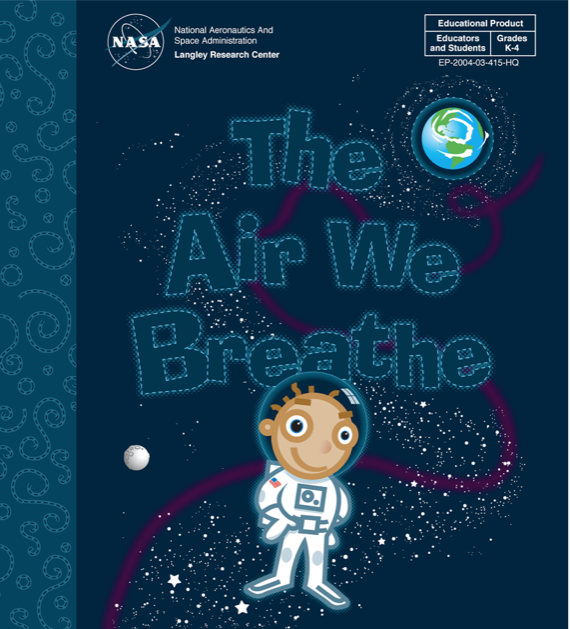 NASA
National Aeronautics And
Space Administration
Langley Research Center
Educational Product
Educators
and Students
Grades
K-4
EP-2004-03-415-HQ
The
Air We
Breathe